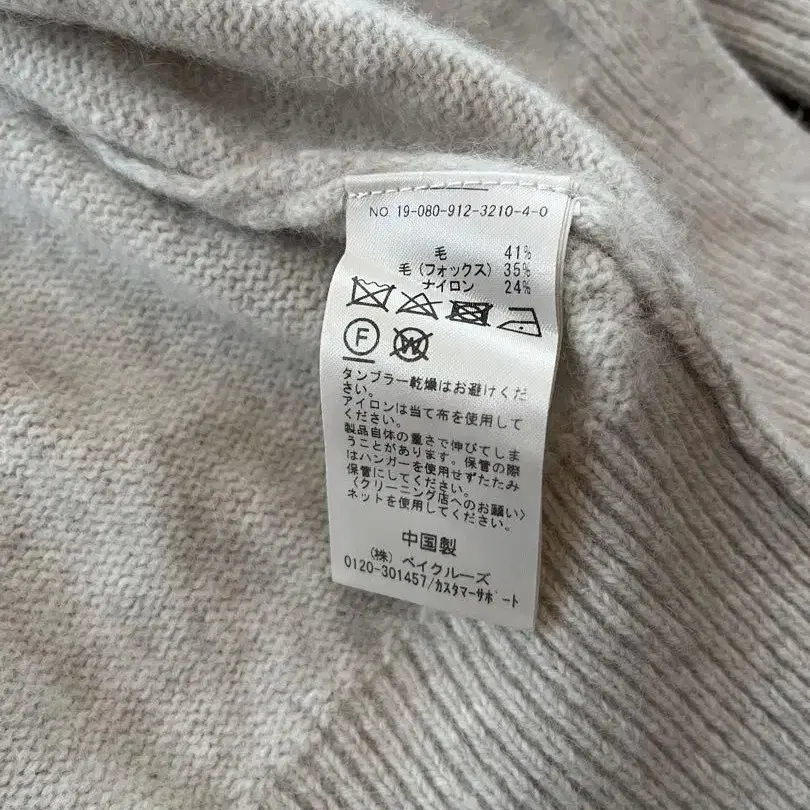 NO. 19-080-912-3210-4-0
毛 41%
毛(フォックス) 35%
ナイロン 24%
F W
タンブラー乾燥はお避けくだ
さい。
アイロンは当て布を使用して
ください。
製品自体の重さで伸びてしま
うことがあります。保管の際
はハンガーを使用せずたたみ
保管にしてください。
〈クリーニング店へのお願い〉
ネットを使用してください。
中国製
(株) ベイクルーズ
0120-301457/カスタマーサポート